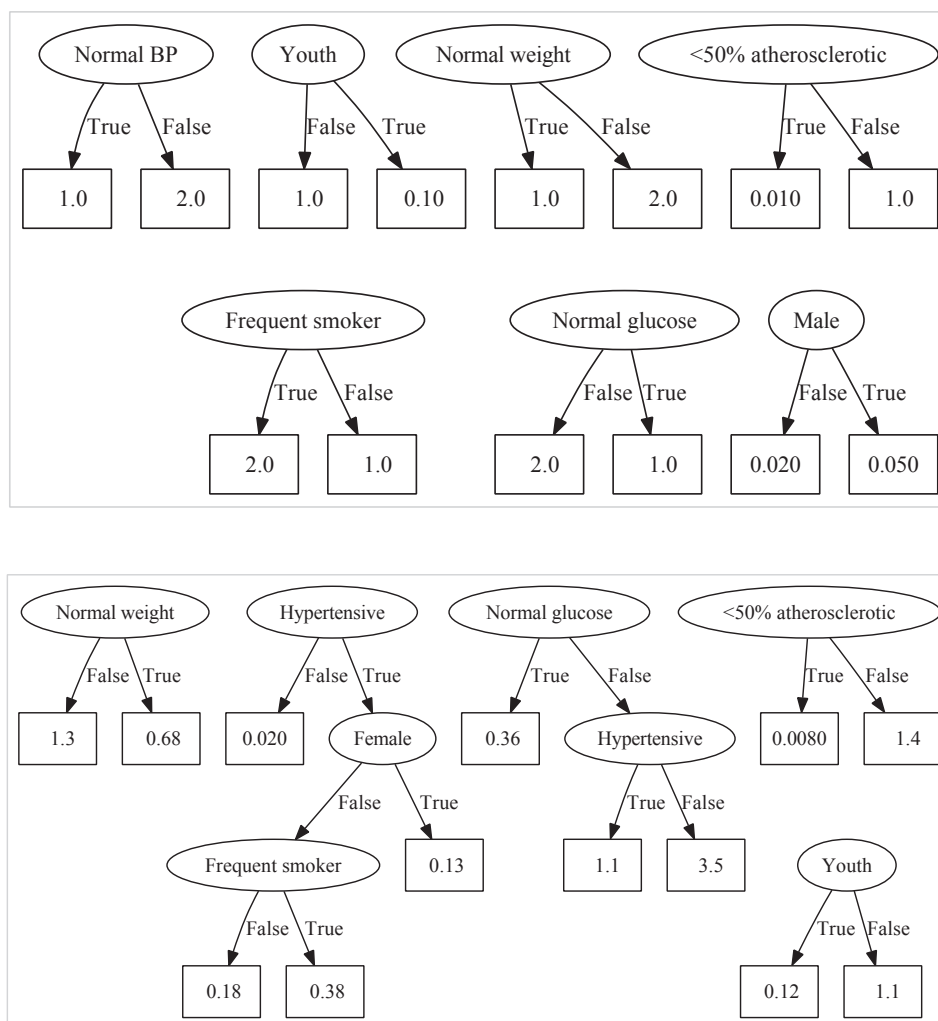 Normal BP Youth Normal weight <50% atherosclerotic
True False False True True False True False
1.0 2.0 1.0 0.10 1.0 2.0 0.010 1.0
Frequent smoker Normal glucose Male
True False False True False True
2.0 1.0 2.0 1.0 0.020 0.050
Normal weight Hypertensive Normal glucose <50% atherosclerotic
False True False True True False True False
1.3 0.68 0.020 Female 0.36 Hypertensive 0.0080 1.4
False True True False
Frequent smoker 0.13 1.1 3.5 Youth
False True True False
0.18 0.38 0.12 1.1